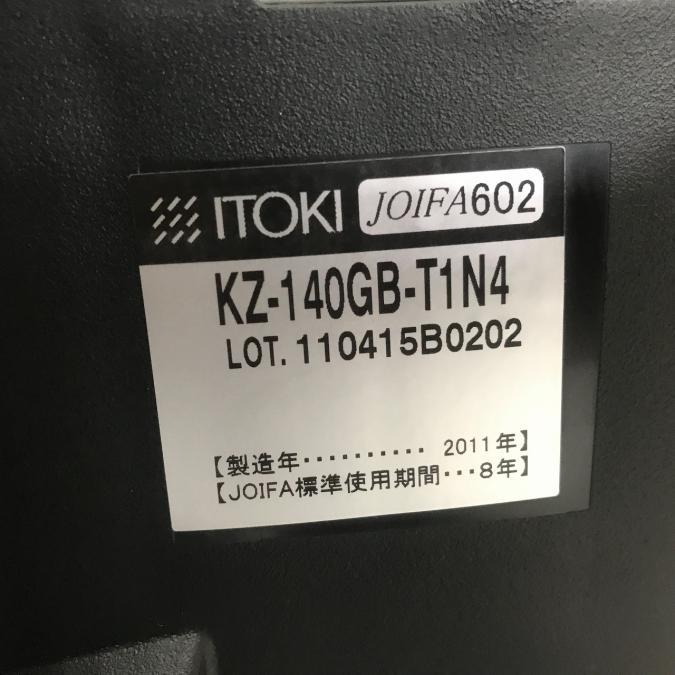 ITOKI JOIFA602
KZ-140GB-T1N4
LOT. 110415B0202
【製造年・・・・・・・・・・ 2011年】
【JOIFA標準使用期間・・・8年】